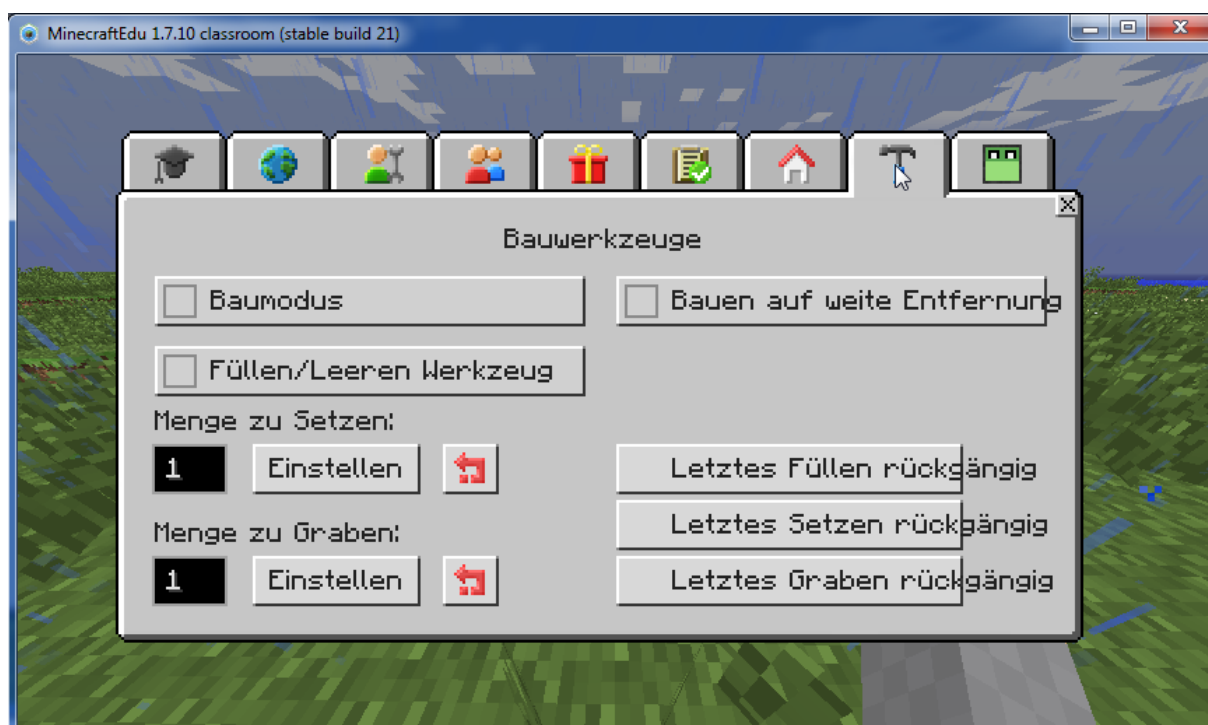 MinecraftEdu 1.7.10 classroom (stable build 21)
Bauwerkzeuge
Baumodus
Bauen auf weite Entfernung
Füllen/Leeren Werkzeug
Menge zu Setzen:
1 Einstellen
Letztes Füllen rückgängig
Letztes Setzen rückgängig
Menge zu Graben:
1 Einstellen
Letztes Graben rückgängig